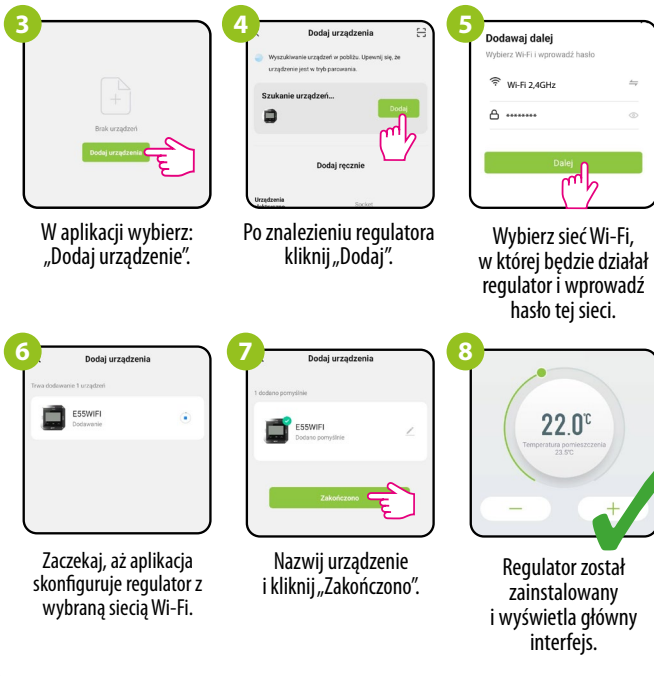 3
Brak urządzeń
Dodaj urządzenie
W aplikacji wybierz:
„Dodaj urządzenie”.
4
Dodaj urządzenia
Wyszukiwanie urządzeń w pobliżu. Upewnij się, że
urządzenie jest w tryb parowania.
Szukanie urządzeń...
Dodaj
Dodaj ręcznie
Urządzenia
Socket
Po znalezieniu regulatora
kliknij „Dodaj”.
5
Dodawaj dalej
Wybierz Wi-Fi i wprowadź hasło
Wi-Fi 2,4GHz
Dalej
Wybierz sieć Wi-Fi,
w której będzie działał
regulator i wprowadź
hasło tej sieci.
6
Dodaj urządzenia
Trwa dodawanie 1 urządzeń
E55WIFI
Dodawanie
Zaczekaj, aż aplikacja
skonfiguruje regulator z
wybraną siecią Wi-Fi.
7
Dodaj urządzenia
1 dodano pomyślnie
E55WIFI
Dodano pomyślnie
Zakończono
Nazwij urządzenie
i kliknij „Zakończono”.
8
22.0°C
Temperatura pomieszczenia
23.5°C
Regulator został
zainstalowany
i wyświetla główny
interfejs.